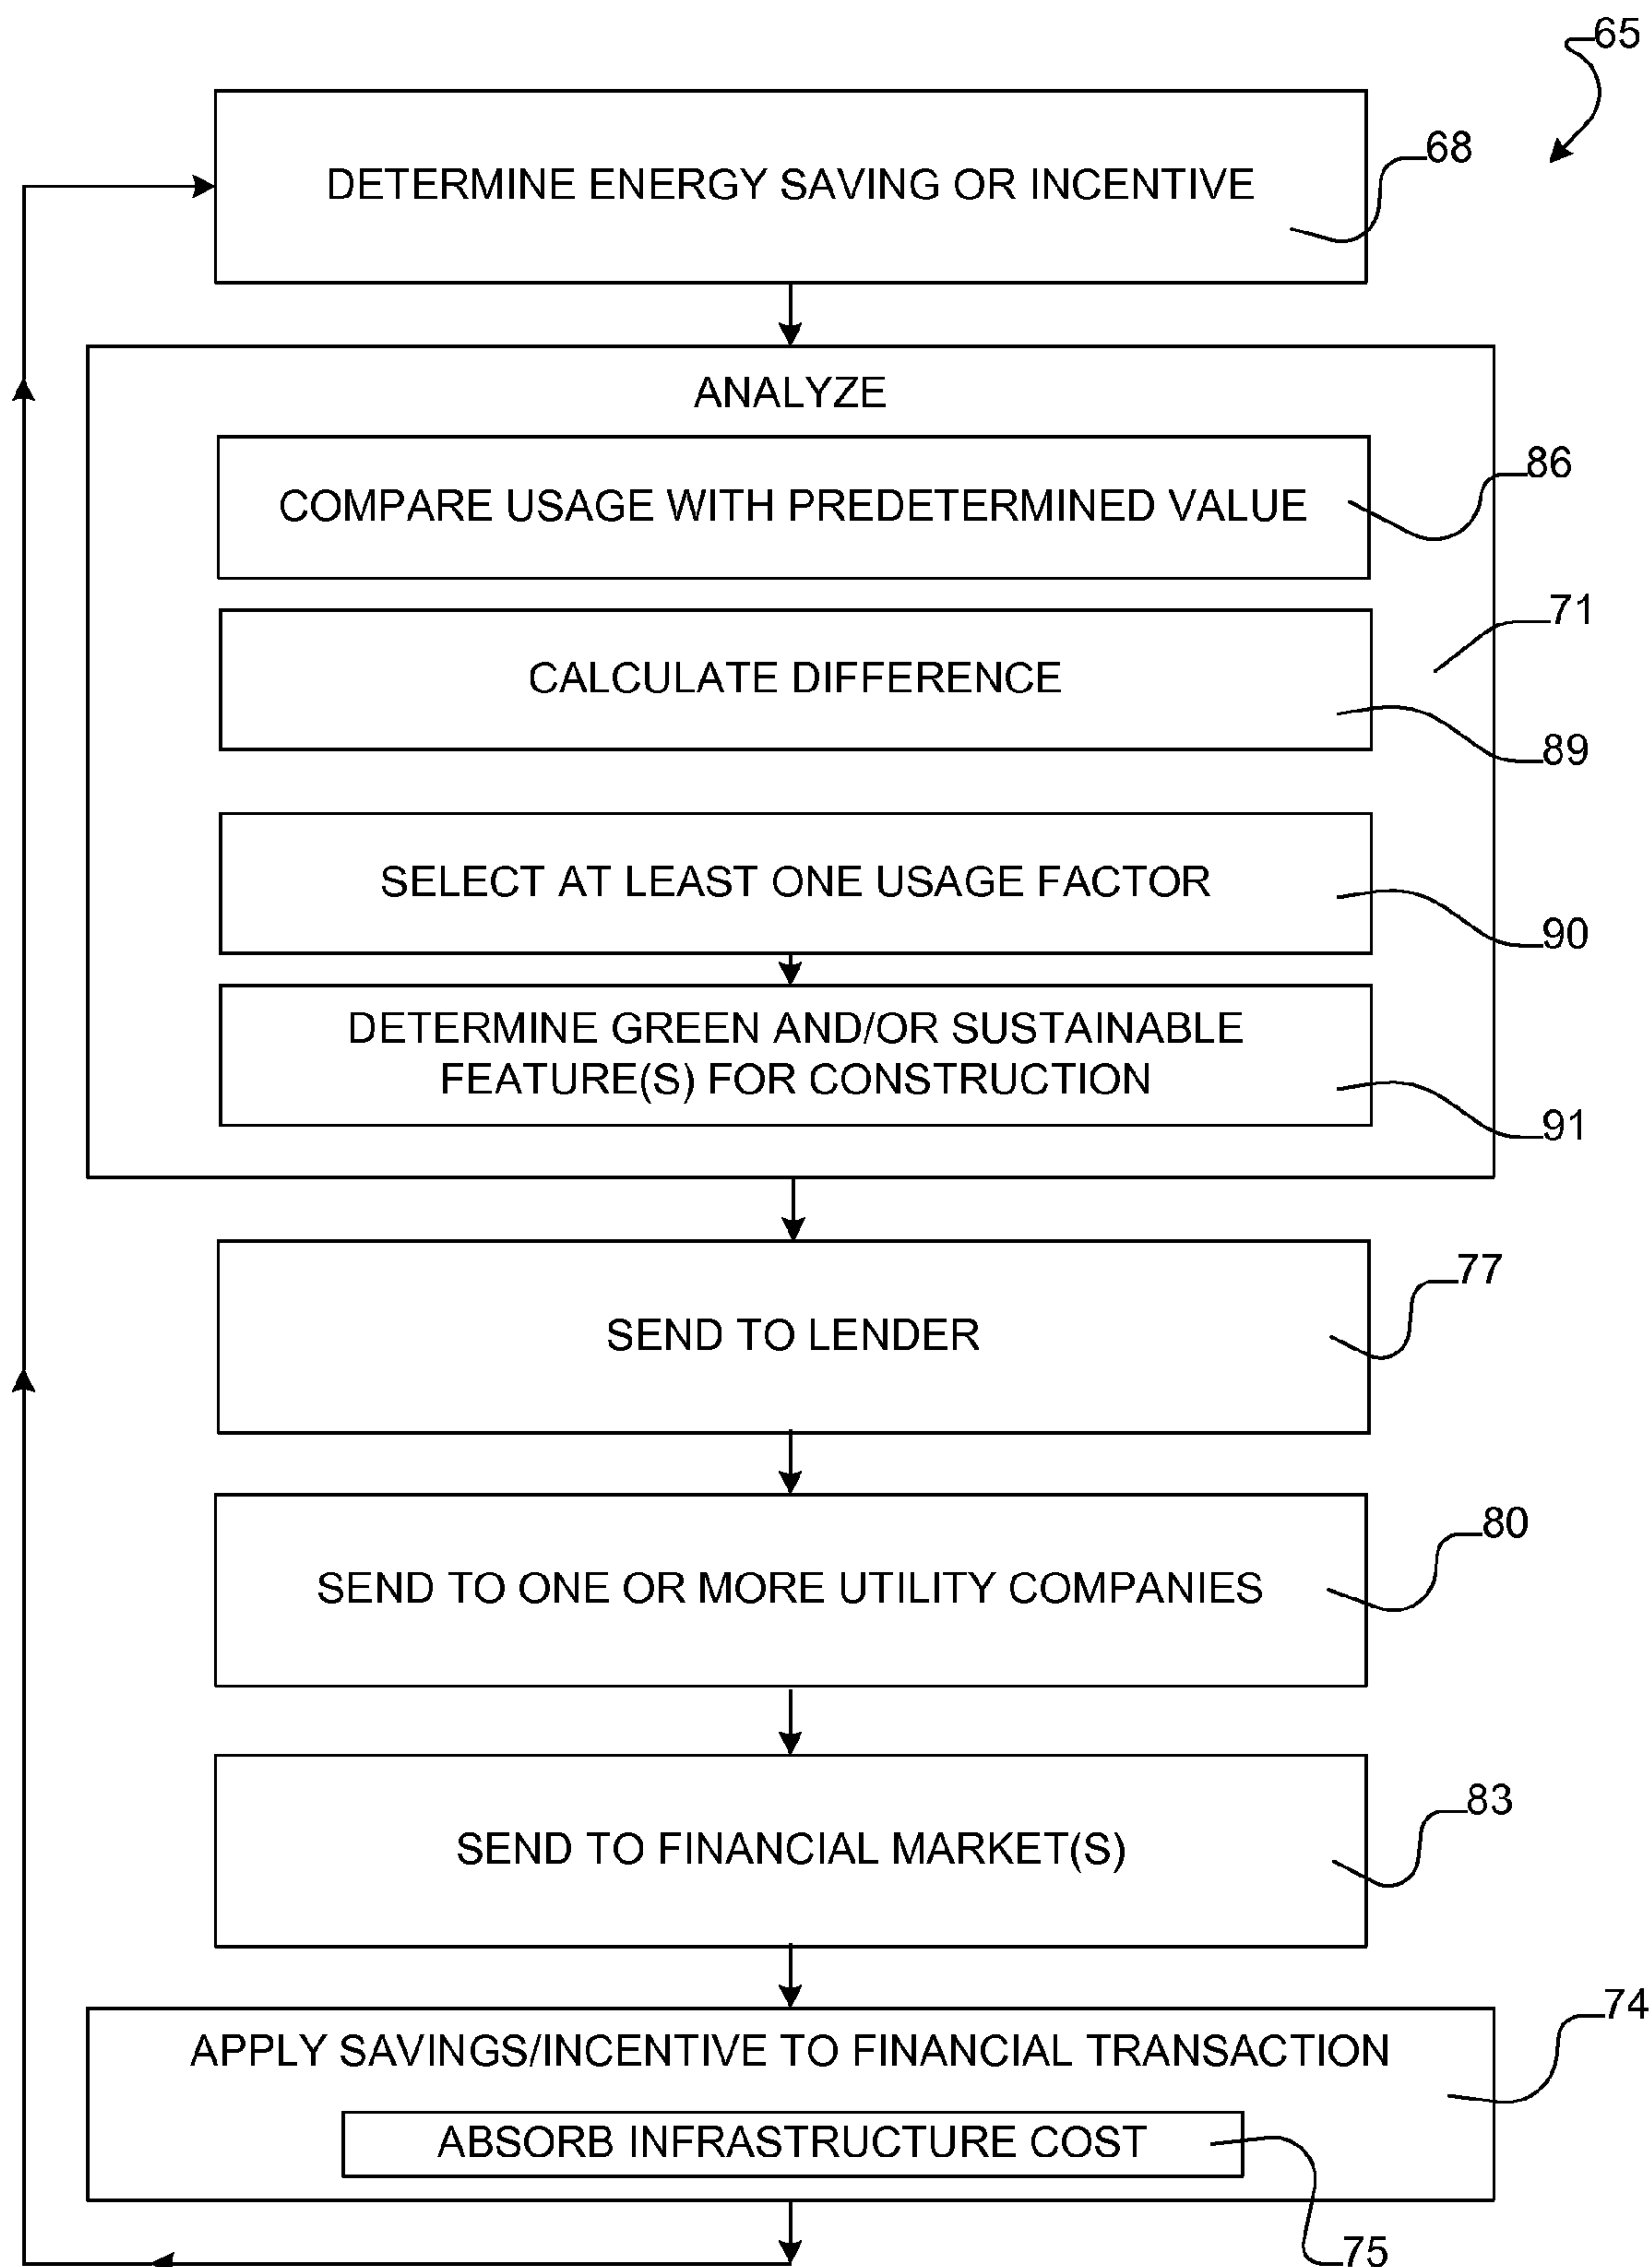 65
DETERMINE ENERGY SAVING OR INCENTIVE
68
ANALYZE
COMPARE USAGE WITH PREDETERMINED VALUE
86
71
CALCULATE DIFFERENCE
89
SELECT AT LEAST ONE USAGE FACTOR
90
DETERMINE GREEN AND/OR SUSTAINABLE
FEATURE(S) FOR CONSTRUCTION
91
SEND TO LENDER
77
SEND TO ONE OR MORE UTILITY COMPANIES
80
SEND TO FINANCIAL MARKET(S)
83
APPLY SAVINGS/INCENTIVE TO FINANCIAL TRANSACTION
74
ABSORB INFRASTRUCTURE COST
75